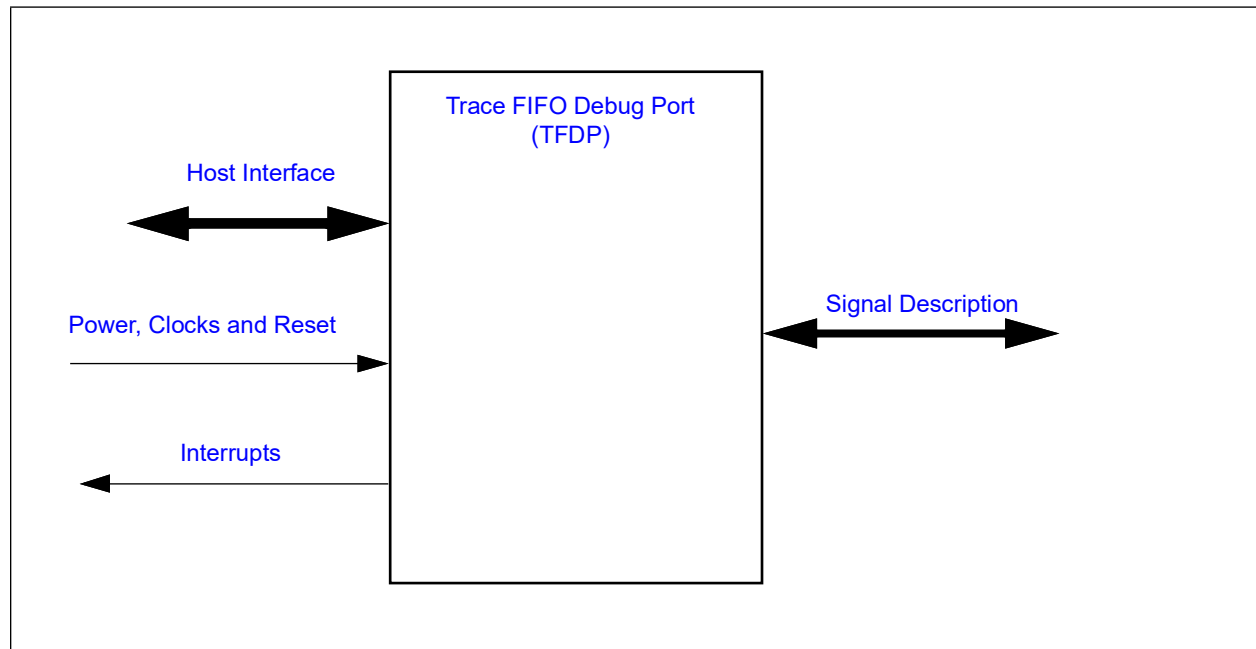 Trace FIFO Debug Port
(TFDP)
Host Interface
Signal Description
Power, Clocks and Reset
Interrupts